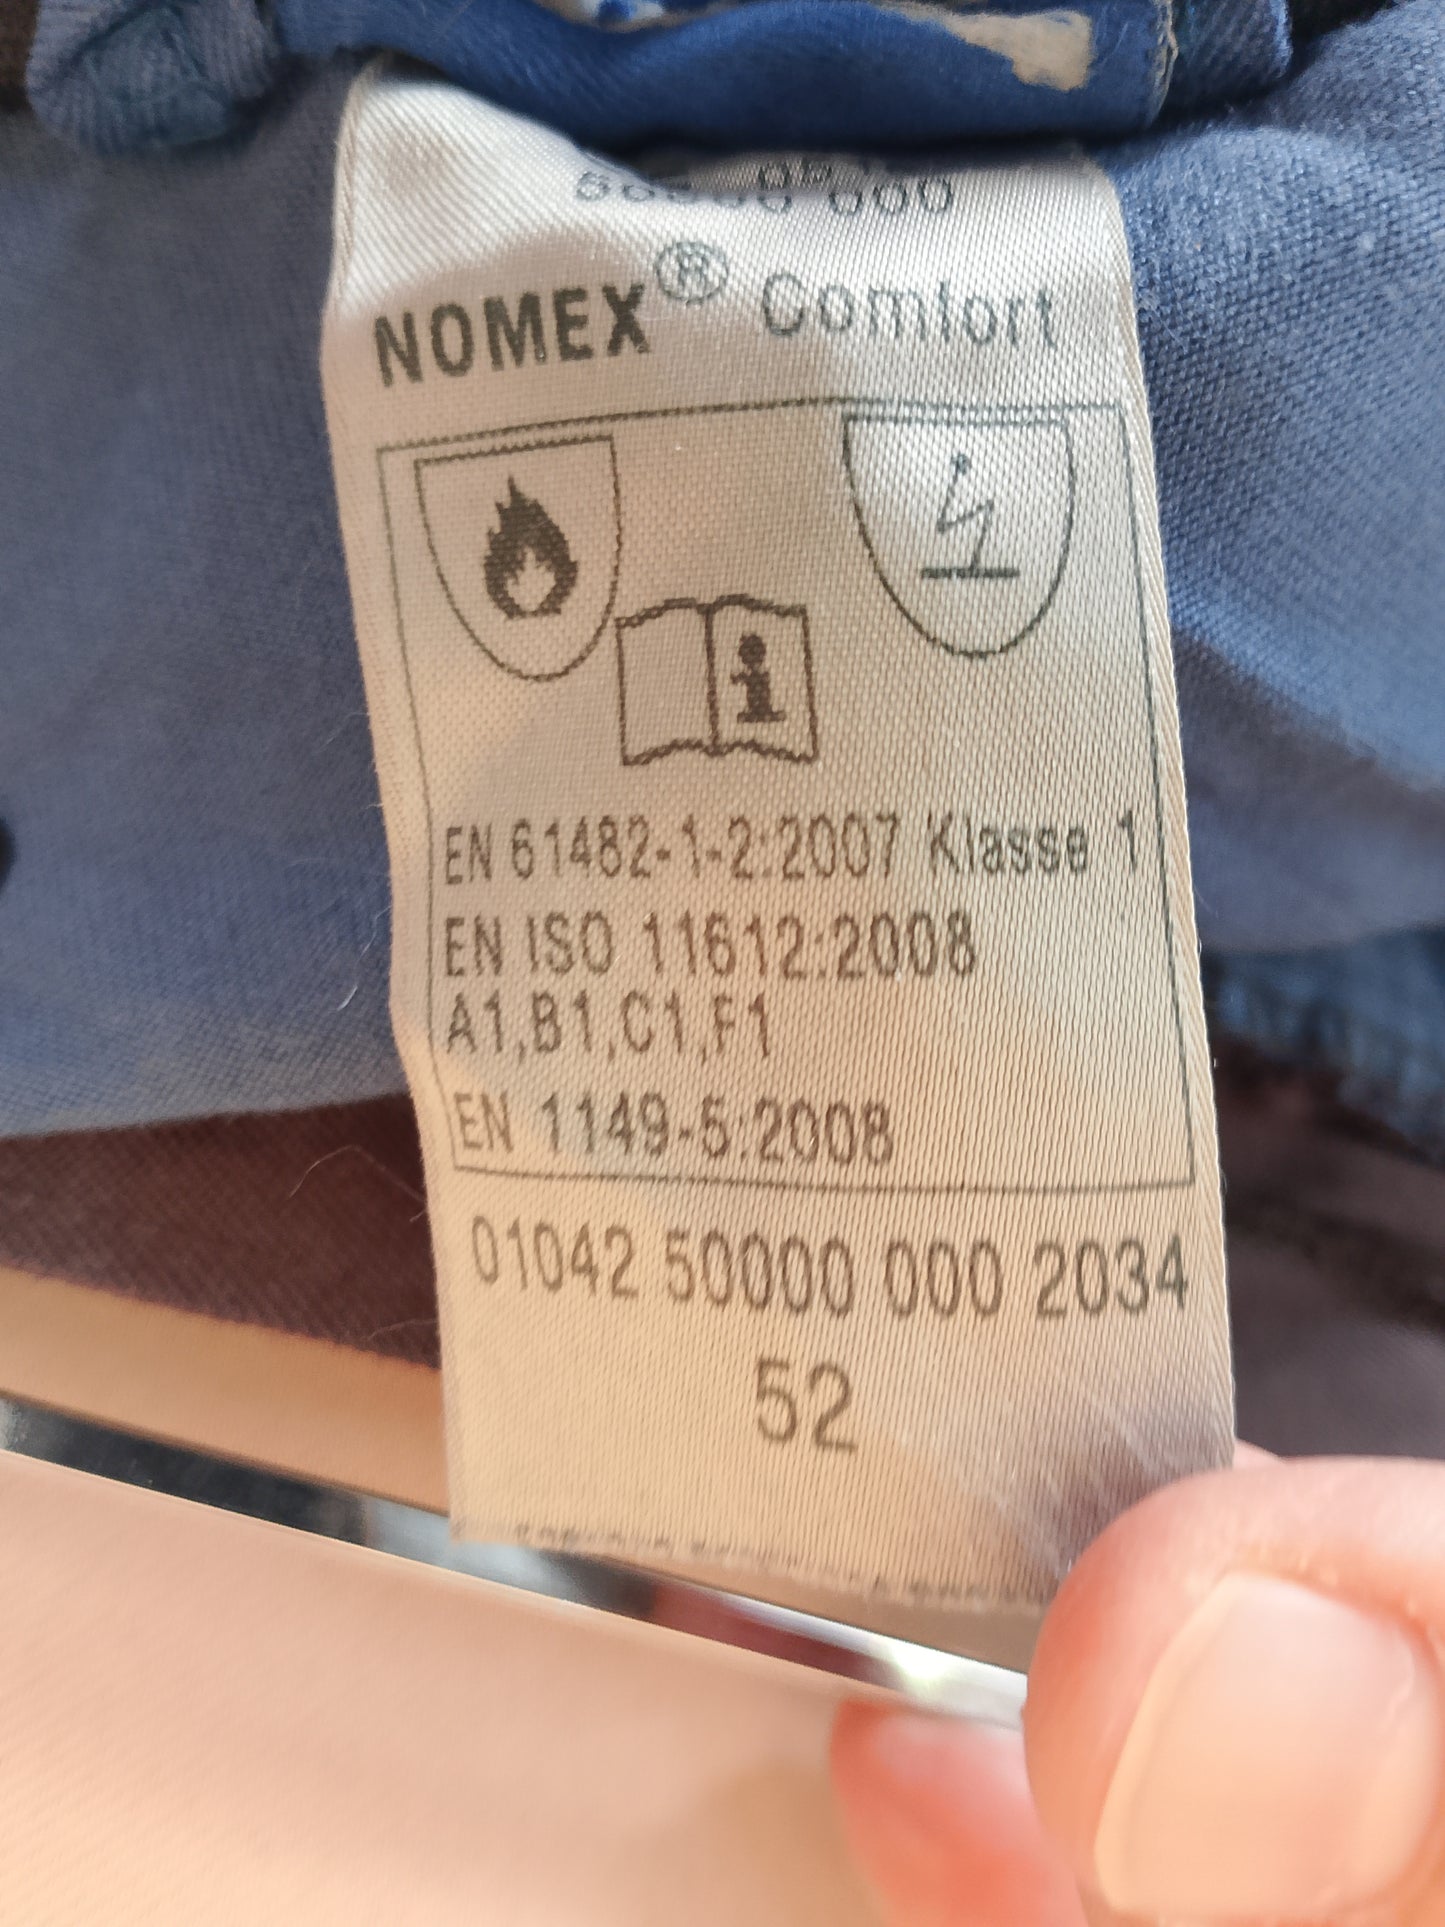 NOMEX® Comfort
i
EN 61482-1-2:2007 Klasse 1
EN ISO 11612:2008
A1,B1,C1,F1
EN 1149-5:2008
01042 50000 000 2034
52